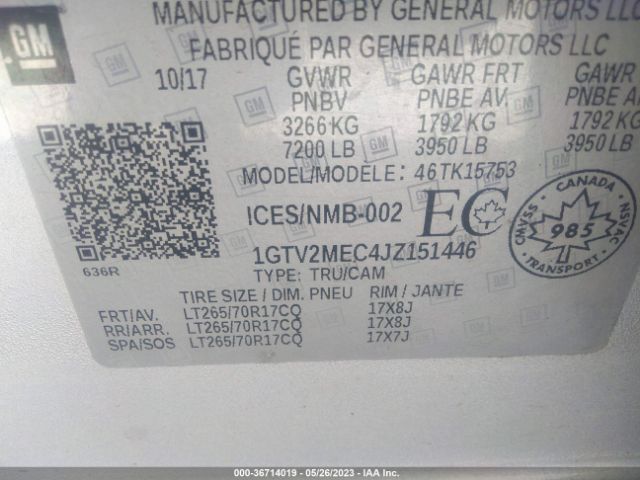 MANUFACTURED BY GENERAL MOTORS LLC
GM
FABRIQUÉ PAR GENERAL MOTORS LLC
10/17 GVWR GAWR FRT GAWR
PNBV PNBE AV PNBE
3266 KG 1792 KG 1792 KG
7200 LB 3950 LB 3950 LB
MODEL/MODELE: 46TK15753
ICES/NMB-002 EC
CANADA CMVSS NSVAC 985 TRANSPORT
1GTV2MEC4JZ151446
636R
TYPE: TRU/CAM
TIRE SIZE / DIM. PNEU RIM / JANTE
FRT/AV. LT265/70R17CQ 17X8J
RR/ARR. LT265/70R17CQ 17X8J
SPA/SOS LT265/70R17CQ 17X7J
000-36714019 - 05/26/2023 - IAA Inc.